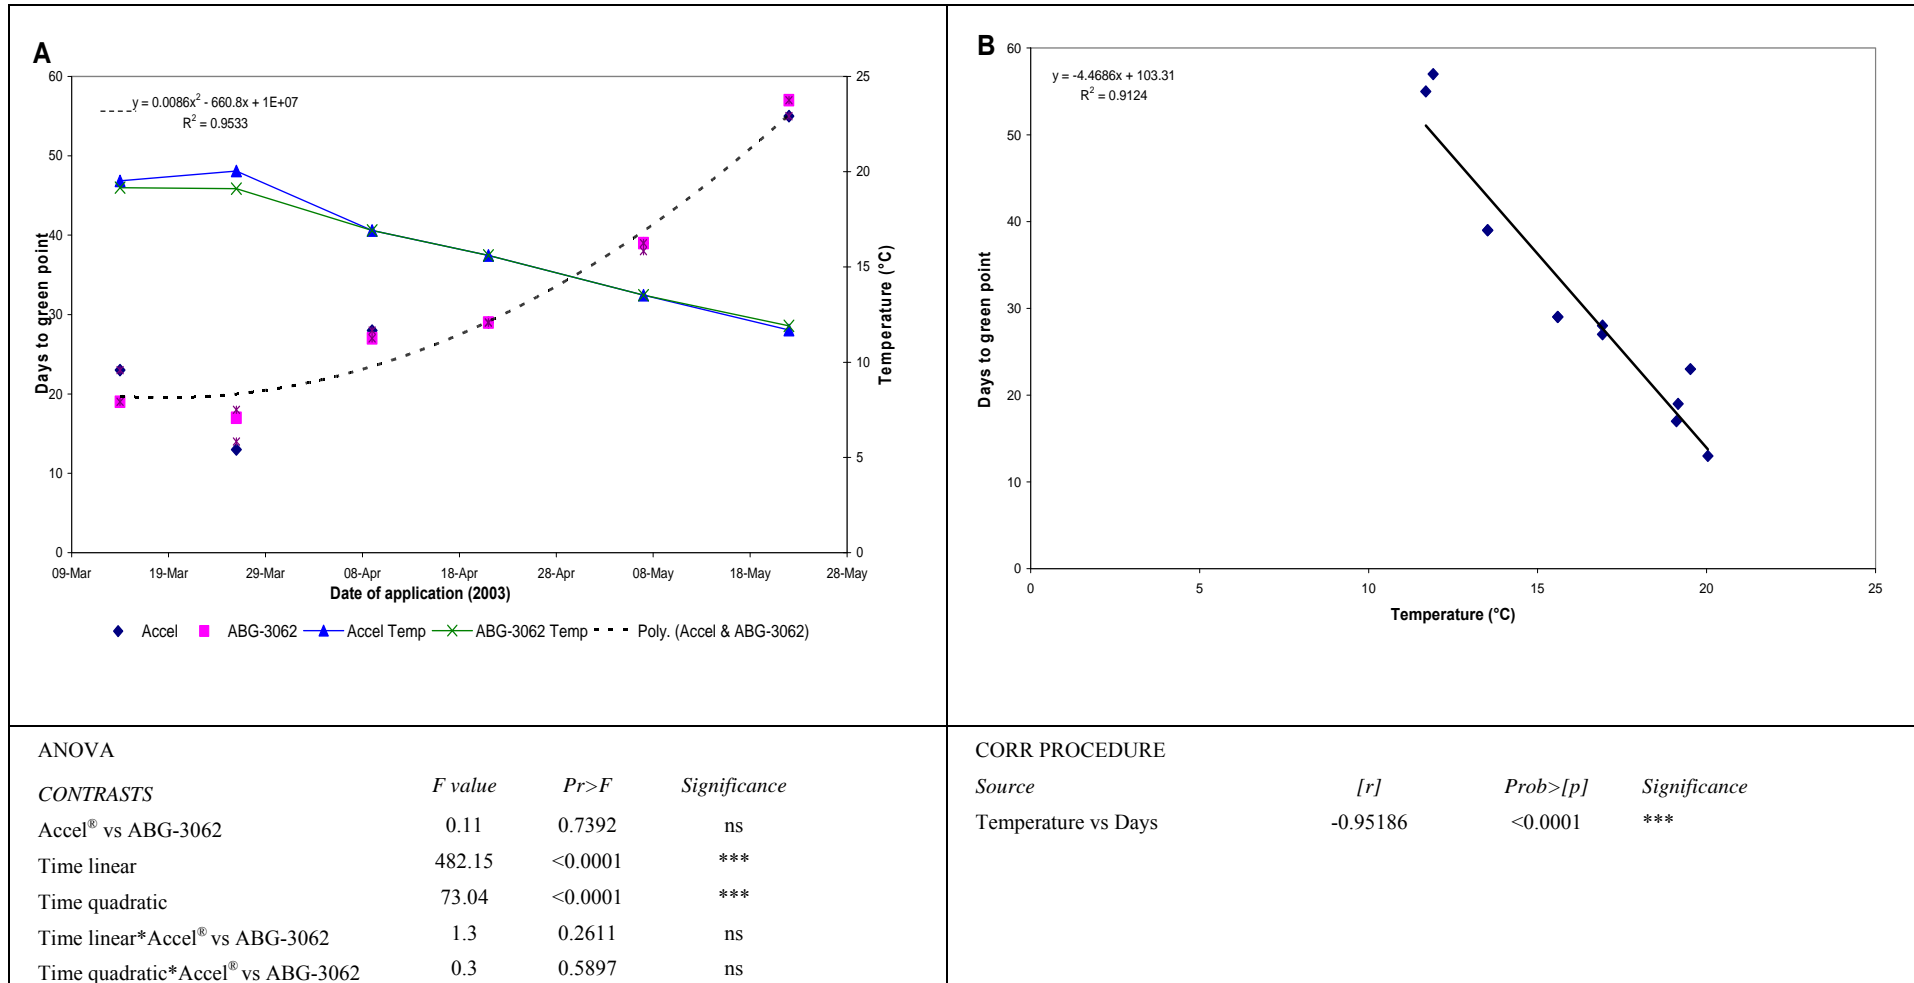 A
y = 0.0086x² - 660.8x + 1E+07
R² = 0.9533
60
50
40
30
20
10
0
Days to green point
25
20
15
10
5
0
Temperature (°C)
09-Mar 19-Mar 29-Mar 08-Apr 18-Apr 28-Apr 08-May 18-May 28-May
Date of application (2003)
Accel ABG-3062 Accel Temp ABG-3062 Temp Poly. (Accel & ABG-3062)
B
y = -4.4686x + 103.31
R² = 0.9124
60
50
40
30
20
10
0
Days to green point
0 5 10 15 20 25
Temperature (°C)
ANOVA
CONTRASTS F value Pr>F Significance
Accel® vs ABG-3062 0.11 0.7392 ns
Time linear 482.15 <0.0001 ***
Time quadratic 73.04 <0.0001 ***
Time linear*Accel® vs ABG-3062 1.3 0.2611 ns
Time quadratic*Accel® vs ABG-3062 0.3 0.5897 ns
CORR PROCEDURE
Source [r] Prob>[p] Significance
Temperature vs Days -0.95186 <0.0001 ***